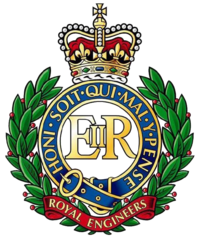 HONI·SOIT·QUI·MAL·Y·PENSE
EIIR
ROYAL ENGINEERS